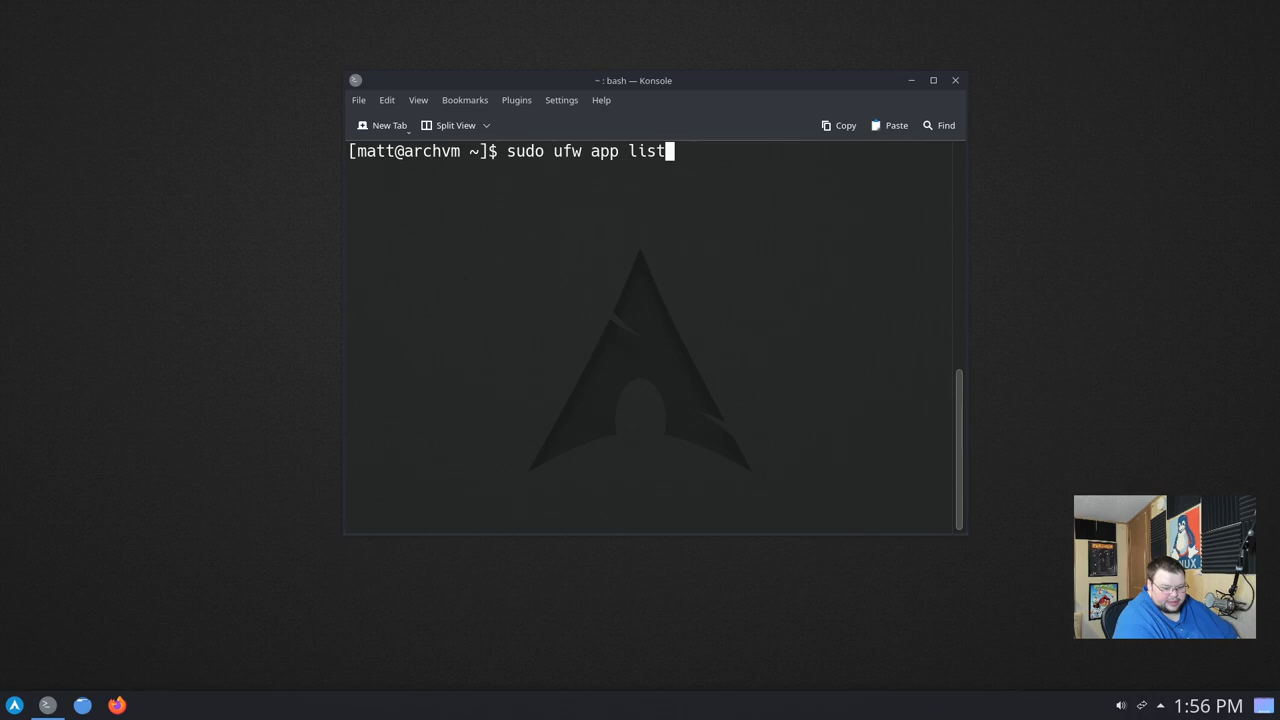 ~ : bash — Konsole
File Edit View Bookmarks Plugins Settings Help
New Tab Split View Copy Paste Find
[matt@archvm ~]$ sudo ufw app list
1:56 PM